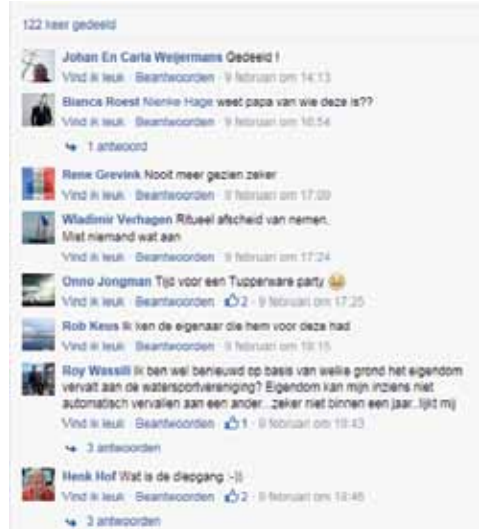 122 keer gedeeld
Johan En Carla Weijermans Gedeeld !
Vind ik leuk · Beantwoorden · 9 februari om 14:13
Bianca Roest Nienke Hage weet papa van wie deze is??
Vind ik leuk · Beantwoorden · 9 februari om 16:54
1 antwoord
Rene Grevink Nooit meer gezien zeker
Vind ik leuk · Beantwoorden · 9 februari om 17:09
Wladimir Verhagen Ritueel afscheid van nemen.
Mist niemand wat aan
Vind ik leuk · Beantwoorden · 9 februari om 17:24
Onno Jongman Tijd voor een Tupperware party 😂
Vind ik leuk · Beantwoorden · 2 · 9 februari om 17:25
Rob Keus Ik ken de eigenaar die hem voor deze had
Vind ik leuk · Beantwoorden · 9 februari om 18:15
Roy Wassili Ik ben wel benieuwd op basis van welke grond het eigendom
vervalt aan de watersportvereniging? Eigendom kan mijn inziens niet
automatisch vervallen aan een ander...zeker niet binnen een jaar..lijkt mij
Vind ik leuk · Beantwoorden · 1 · 9 februari om 18:43
3 antwoorden
Henk Hof Wat is de diepgang :-))
Vind ik leuk · Beantwoorden · 2 · 9 februari om 18:46
3 antwoorden